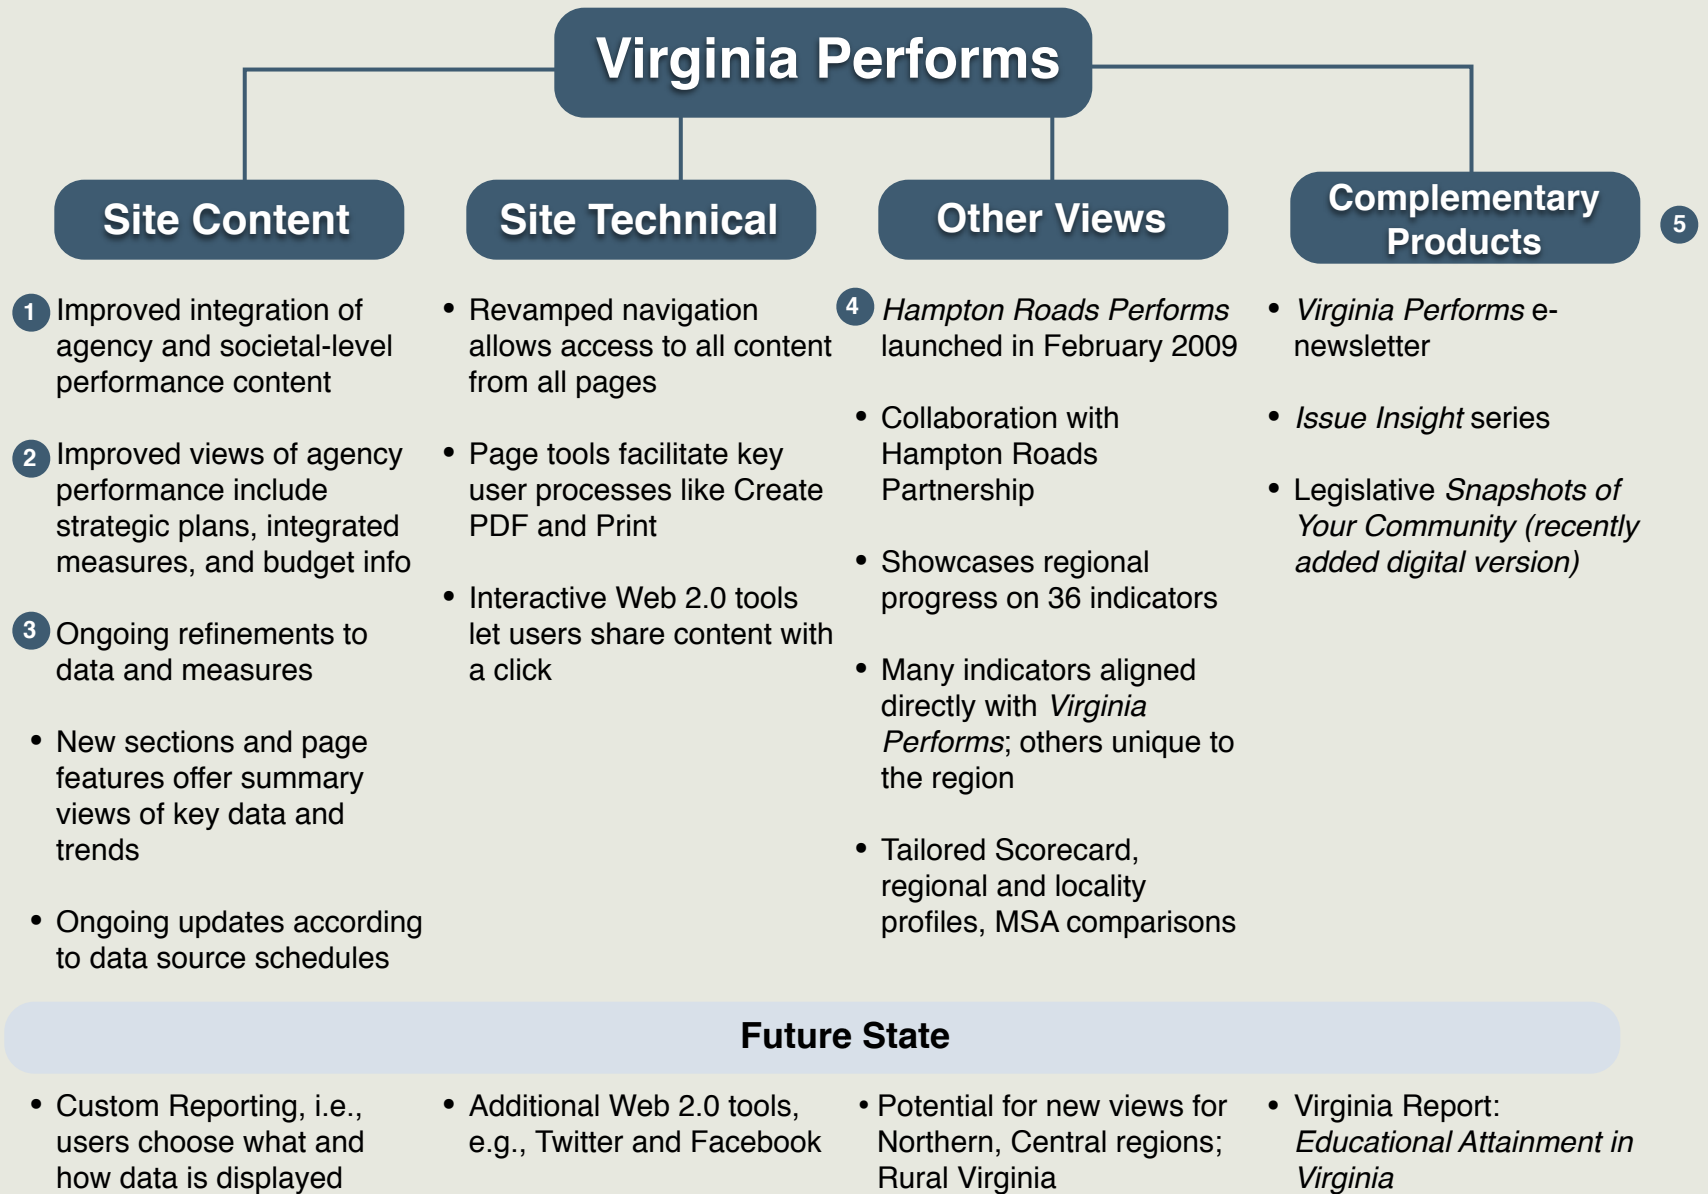 Virginia Performs
Site Content
1 Improved integration of
agency and societal-level
performance content
2 Improved views of agency
performance include
strategic plans, integrated
measures, and budget info
3 Ongoing refinements to
data and measures
• New sections and page
features offer summary
views of key data and
trends
• Ongoing updates according
to data source schedules
Site Technical
• Revamped navigation
allows access to all content
from all pages
• Page tools facilitate key
user processes like Create
PDF and Print
• Interactive Web 2.0 tools
let users share content with
a click
Other Views
4 Hampton Roads Performs
launched in February 2009
• Collaboration with
Hampton Roads
Partnership
• Showcases regional
progress on 36 indicators
• Many indicators aligned
directly with Virginia
Performs; others unique to
the region
• Tailored Scorecard,
regional and locality
profiles, MSA comparisons
Complementary
Products
5
• Virginia Performs e-
newsletter
• Issue Insight series
• Legislative Snapshots of
Your Community (recently
added digital version)
Future State
• Custom Reporting, i.e.,
users choose what and
how data is displayed
• Additional Web 2.0 tools,
e.g., Twitter and Facebook
• Potential for new views for
Northern, Central regions;
Rural Virginia
• Virginia Report:
Educational Attainment in
Virginia